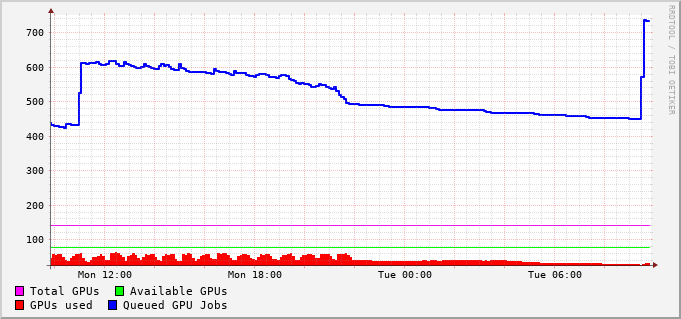 700
600
500
400
300
200
100
Mon 12:00 Mon 18:00 Tue 00:00 Tue 06:00
Total GPUs Available GPUs
GPUs used Queued GPU Jobs
RRDTOOL / TOBI OETIKER